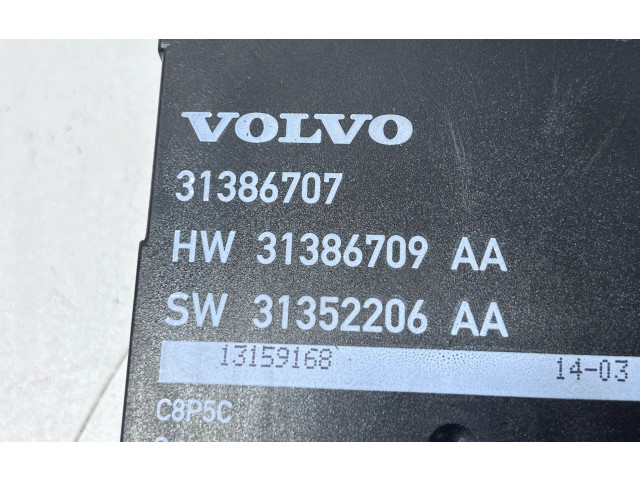 VOLVO
31386707
HW 31386709 AA
SW 31352206 AA
13159168 14-03
C8P5C